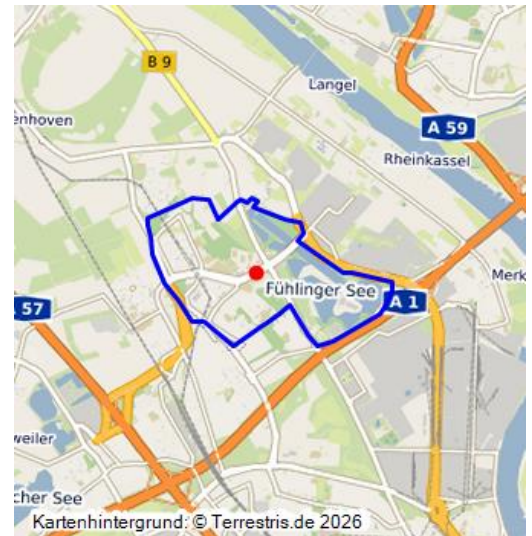 B 9
Langel
enhoven
A 59
Rheinkassel
Fühlinger See
Merk
A 1
57
weiler
cher See
Kartenhintergrund: © Terrestris.de 2026